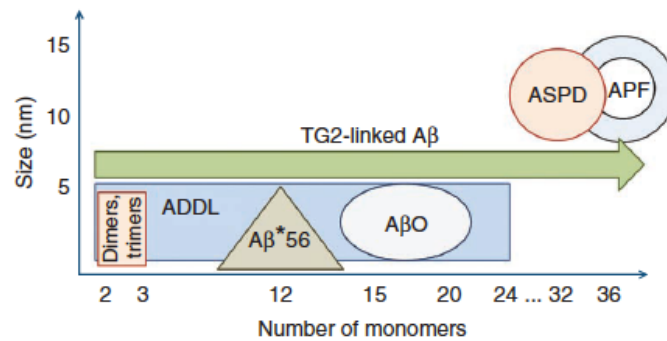 15
10
5
Size (nm)
ASPD
APF
TG2-linked Aβ
Dimers,
trimers
ADDL
Aβ*56
AβO
2 3 12 15 20 24 ... 32 36
Number of monomers